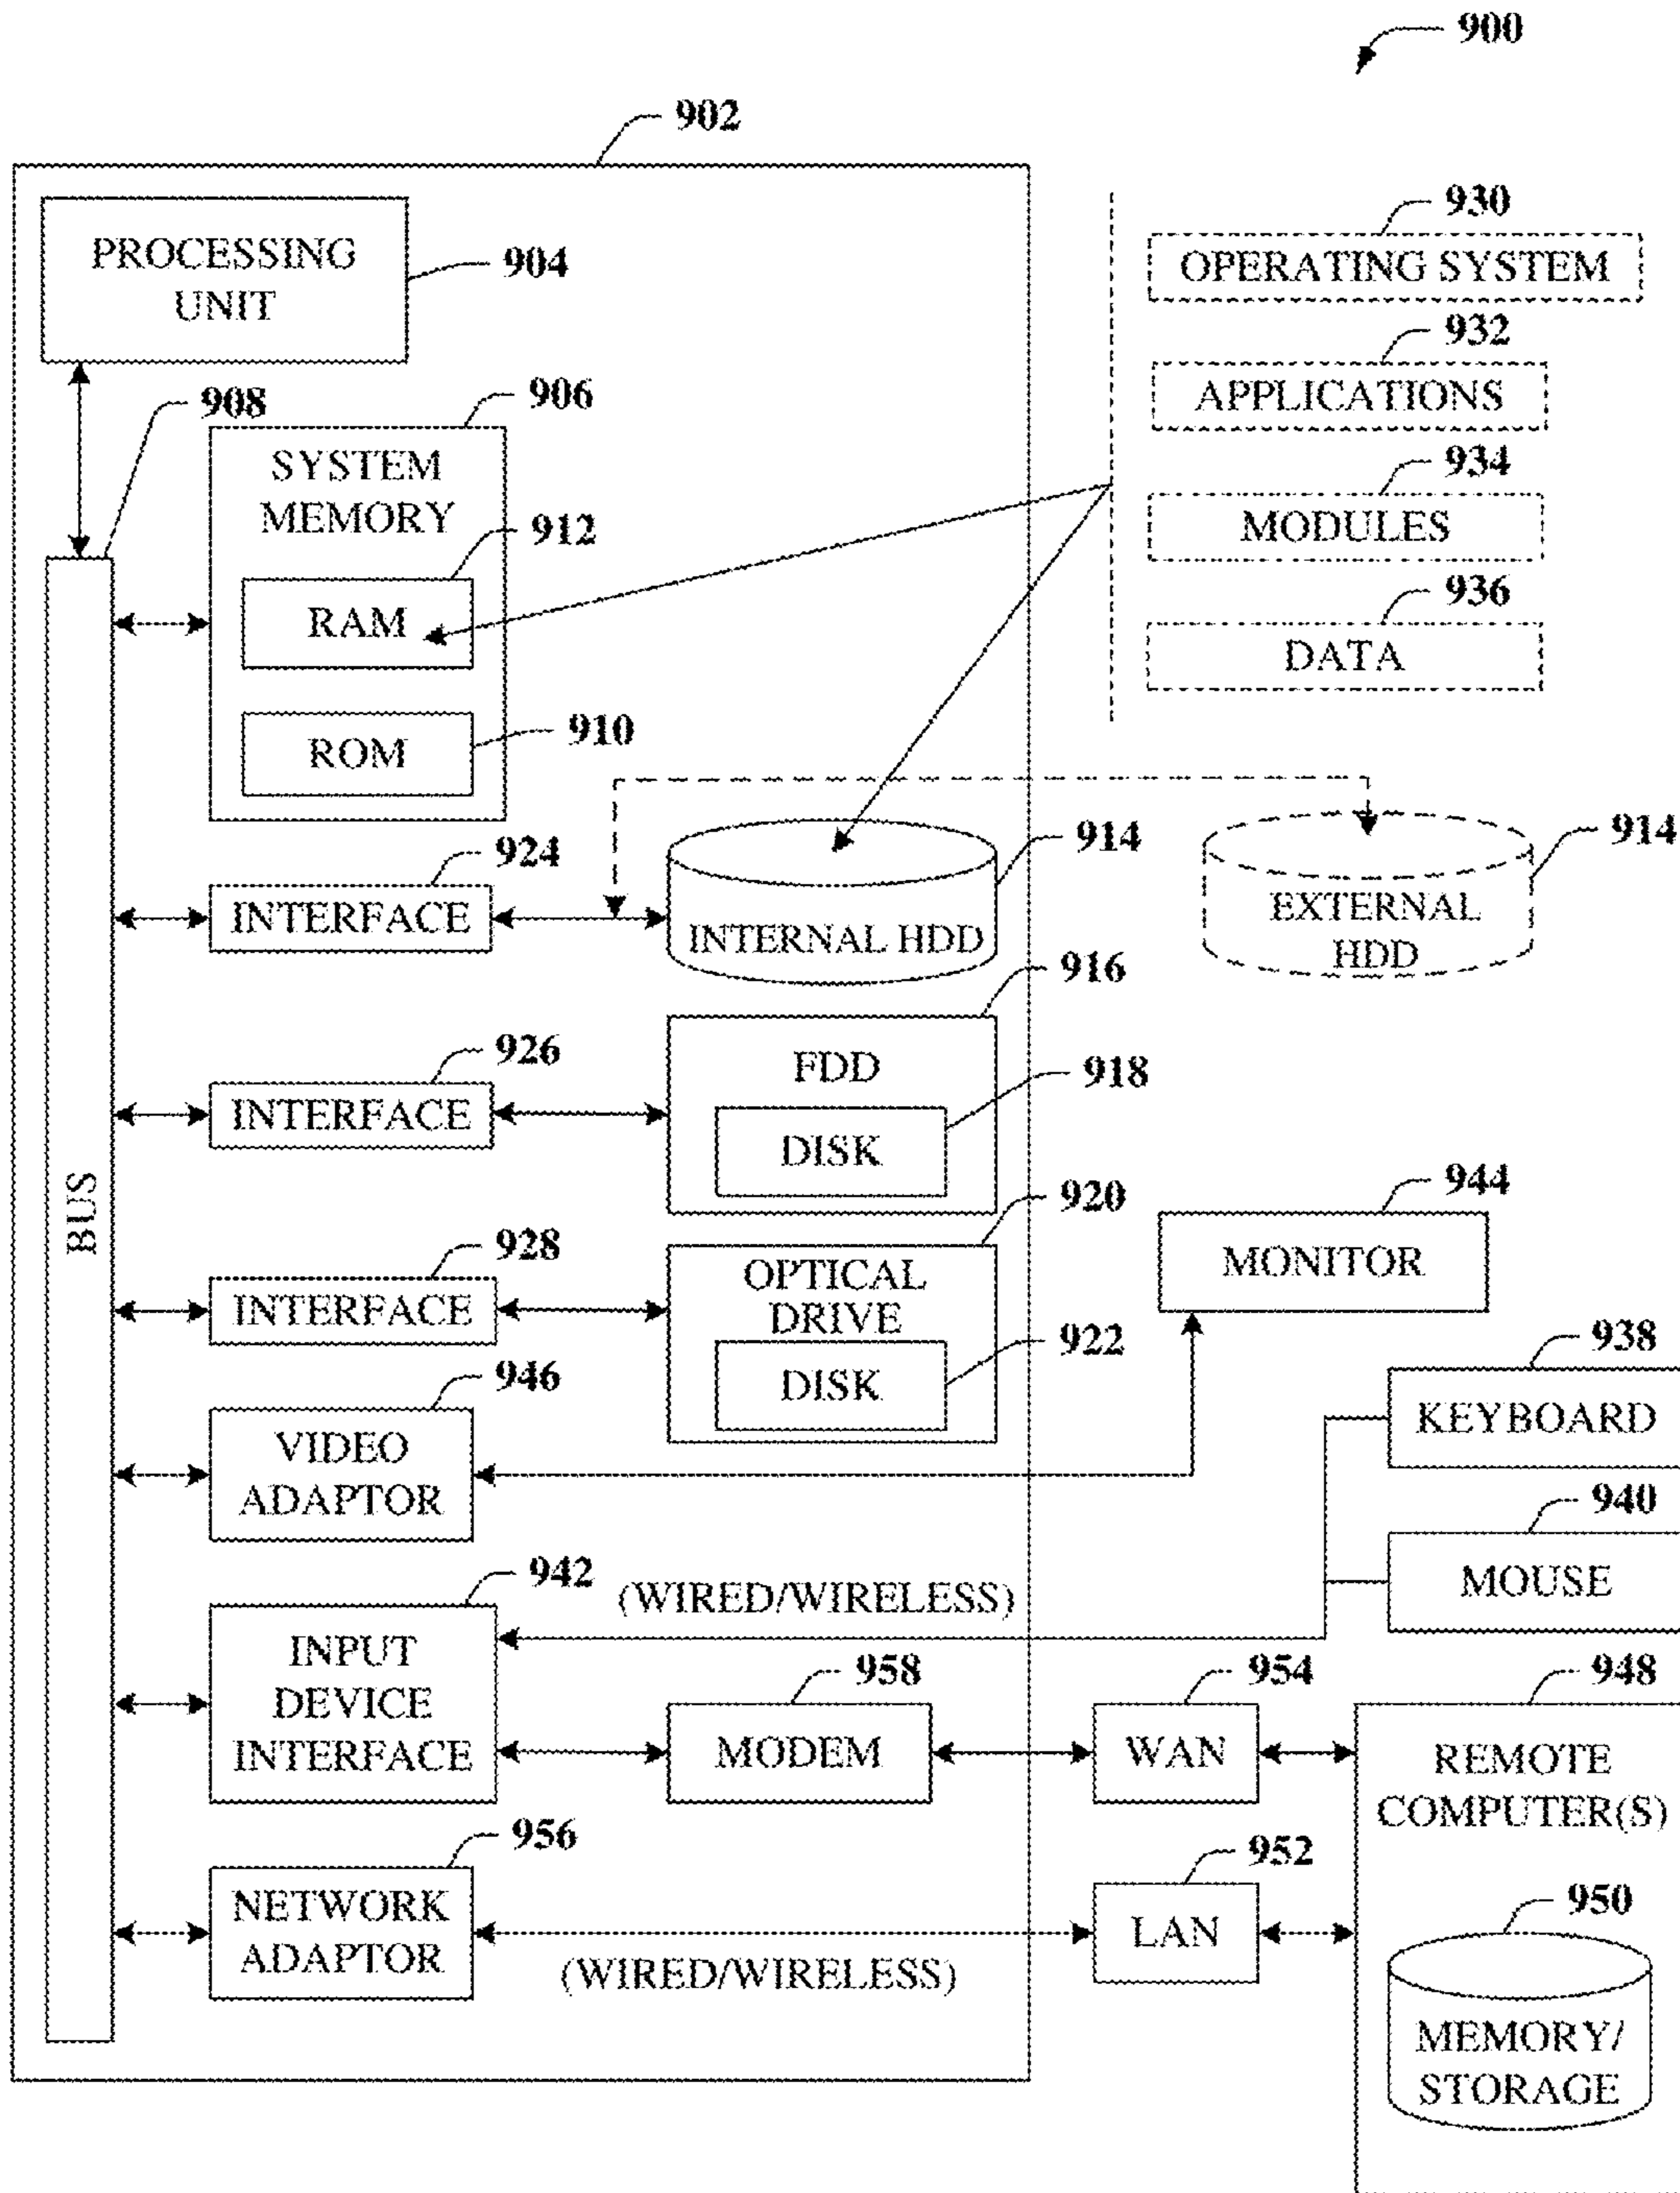 900
902
PROCESSING
UNIT
904
908
906
SYSTEM
MEMORY
912
RAM
910
ROM
930
OPERATING SYSTEM
932
APPLICATIONS
934
MODULES
936
DATA
924
INTERFACE
914
INTERNAL HDD
914
EXTERNAL
HDD
926
INTERFACE
916
FDD
918
DISK
BUS
928
INTERFACE
920
OPTICAL
DRIVE
922
DISK
944
MONITOR
946
VIDEO
ADAPTOR
938
KEYBOARD
940
MOUSE
942
INPUT
DEVICE
INTERFACE
(WIRED/WIRELESS)
958
MODEM
954
WAN
948
REMOTE
COMPUTER(S)
956
NETWORK
ADAPTOR
(WIRED/WIRELESS)
952
LAN
950
MEMORY/
STORAGE